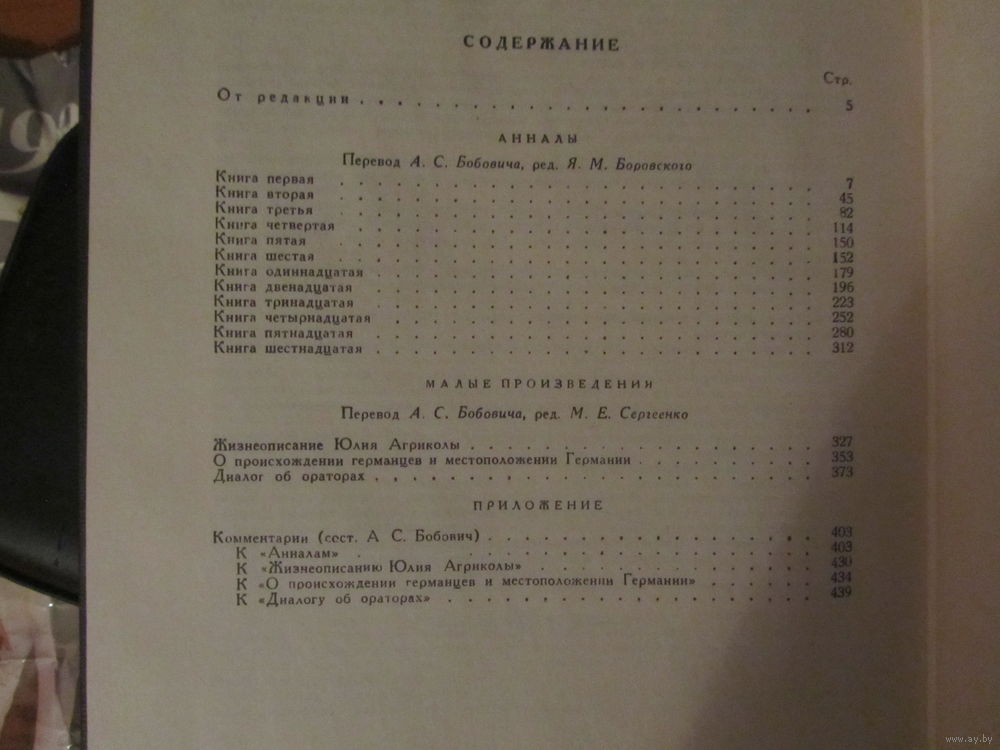 СОДЕРЖАНИЕ
Стр.
От редакции . . . . . . . . . . . . . . . . . . . . 5
АННАЛЫ
Перевод А. С. Бобовича, ред. Я. М. Боровского
Книга первая . . . . . . . . . . . . . . . . . . . . 7
Книга вторая . . . . . . . . . . . . . . . . . . . . 45
Книга третья . . . . . . . . . . . . . . . . . . . . 82
Книга четвертая . . . . . . . . . . . . . . . . . . . . 114
Книга пятая . . . . . . . . . . . . . . . . . . . . 150
Книга шестая . . . . . . . . . . . . . . . . . . . . 152
Книга одиннадцатая . . . . . . . . . . . . . . . . . . . . 179
Книга двенадцатая . . . . . . . . . . . . . . . . . . . . 196
Книга тринадцатая . . . . . . . . . . . . . . . . . . . . 223
Книга четырнадцатая . . . . . . . . . . . . . . . . . . . . 252
Книга пятнадцатая . . . . . . . . . . . . . . . . . . . . 280
Книга шестнадцатая . . . . . . . . . . . . . . . . . . . . 312
МАЛЫЕ ПРОИЗВЕДЕНИЯ
Перевод А. С. Бобовича, ред. М. Е. Сергеенко
Жизнеописание Юлия Агриколы . . . . . . . . . . . . . . . 327
О происхождении германцев и местоположении Германии . . . . . . . . 353
Диалог об ораторах . . . . . . . . . . . . . . . . . . . . 373
ПРИЛОЖЕНИЕ
Комментарии (сост. А С. Бобович) . . . . . . . . . . . . . . . 403
К «Анналам» . . . . . . . . . . . . . . . . . . . . 403
К «Жизнеописанию Юлия Агриколы» . . . . . . . . . . . . . 430
К «О происхождении германцев и местоположении Германии» . . . . . . 434
К «Диалогу об ораторах» . . . . . . . . . . . . . . . . . 439
www.ay.by